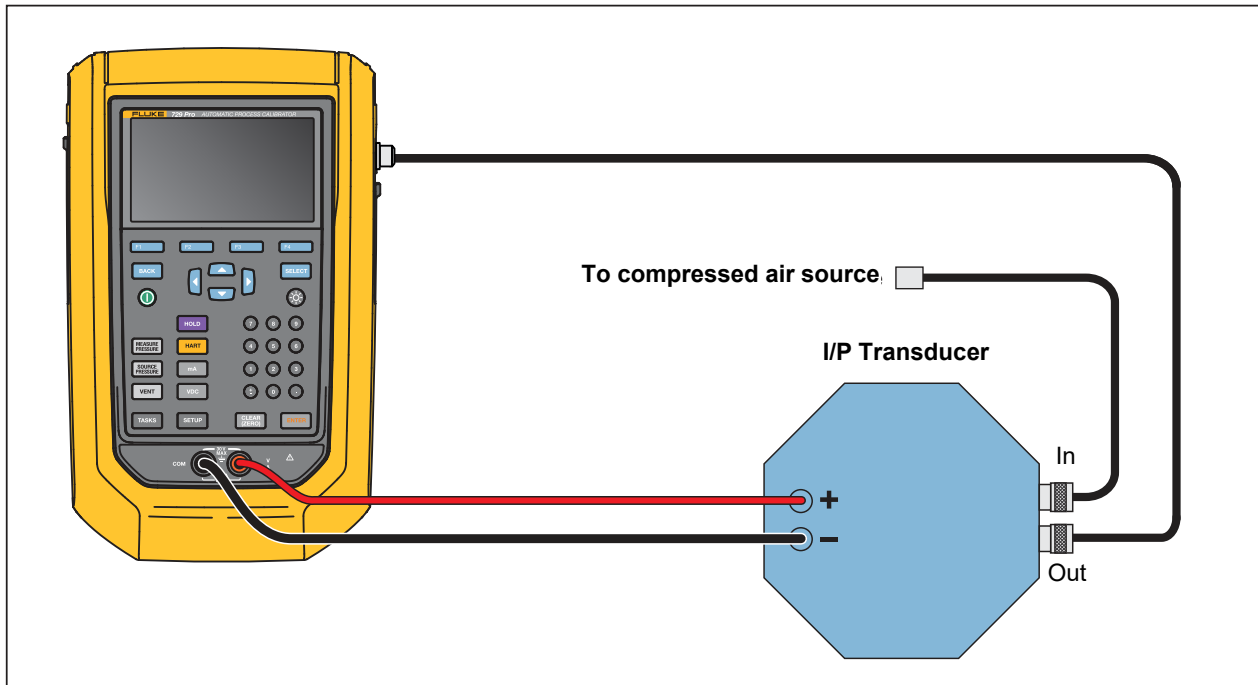 FLUKE 729 Pro AUTOMATIC PROCESS CALIBRATOR
F1 F2 F3 F4
BACK SELECT
HOLD 7 8 9
MEASURE PRESSURE HART 4 5 6
SOURCE PRESSURE mA 1 2 3
VENT VDC 0 .
TASKS SETUP CLEAR (ZERO)
30V MAX
COM V
To compressed air source
I/P Transducer
In
+
−
Out